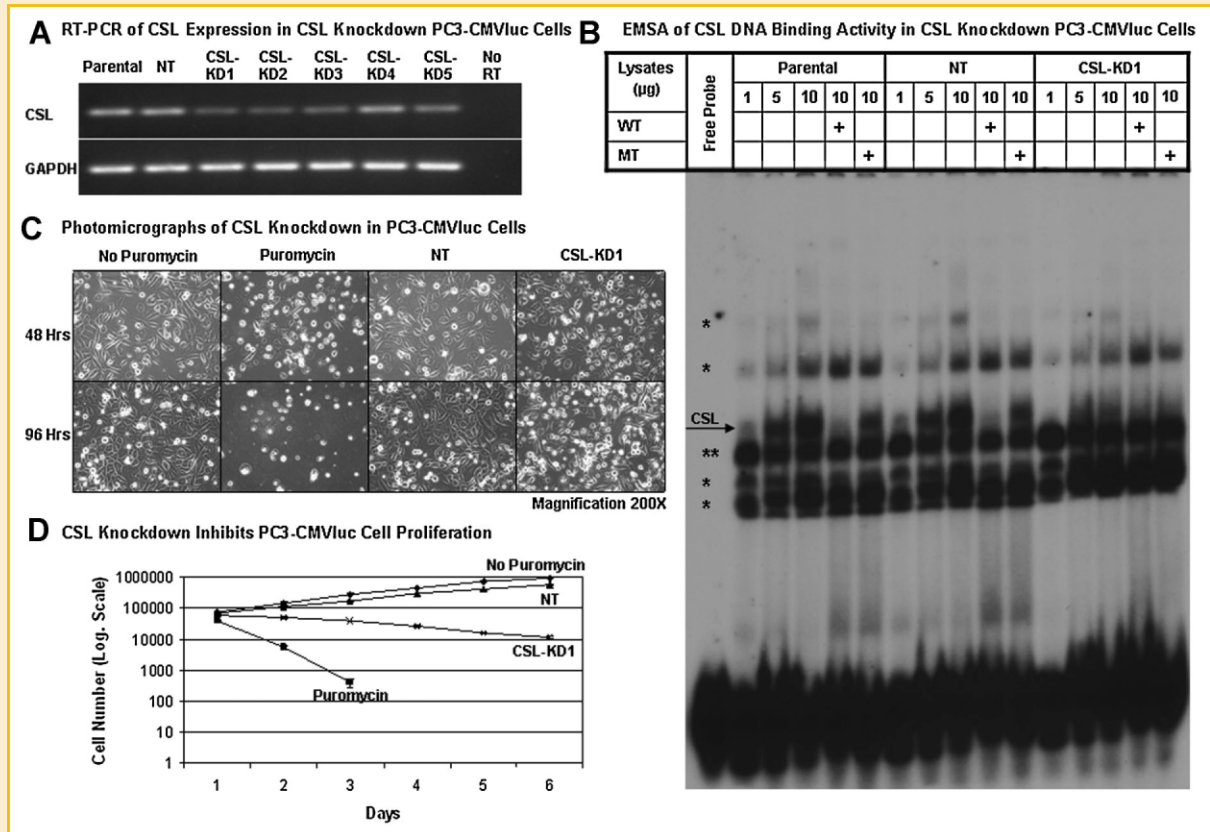 A RT-PCR of CSL Expression in CSL Knockdown PC3-CMVluc Cells
Parental NT CSL-KD1 CSL-KD2 CSL-KD3 CSL-KD4 CSL-KD5 No RT
CSL
GAPDH
B EMSA of CSL DNA Binding Activity in CSL Knockdown PC3-CMVluc Cells
Lysates (µg) Free Probe Parental NT CSL-KD1
1 5 10 10 10 1 5 10 10 10 1 5 10 10 10
WT + + +
MT + + +
*
*
CSL
**
*
*
C Photomicrographs of CSL Knockdown in PC3-CMVluc Cells
No Puromycin Puromycin NT CSL-KD1
48 Hrs
96 Hrs
Magnification 200X
D CSL Knockdown Inhibits PC3-CMVluc Cell Proliferation
Cell Number (Log. Scale)
1000000
100000
10000
1000
100
10
1
No Puromycin
NT
CSL-KD1
Puromycin
1 2 3 4 5 6
Days